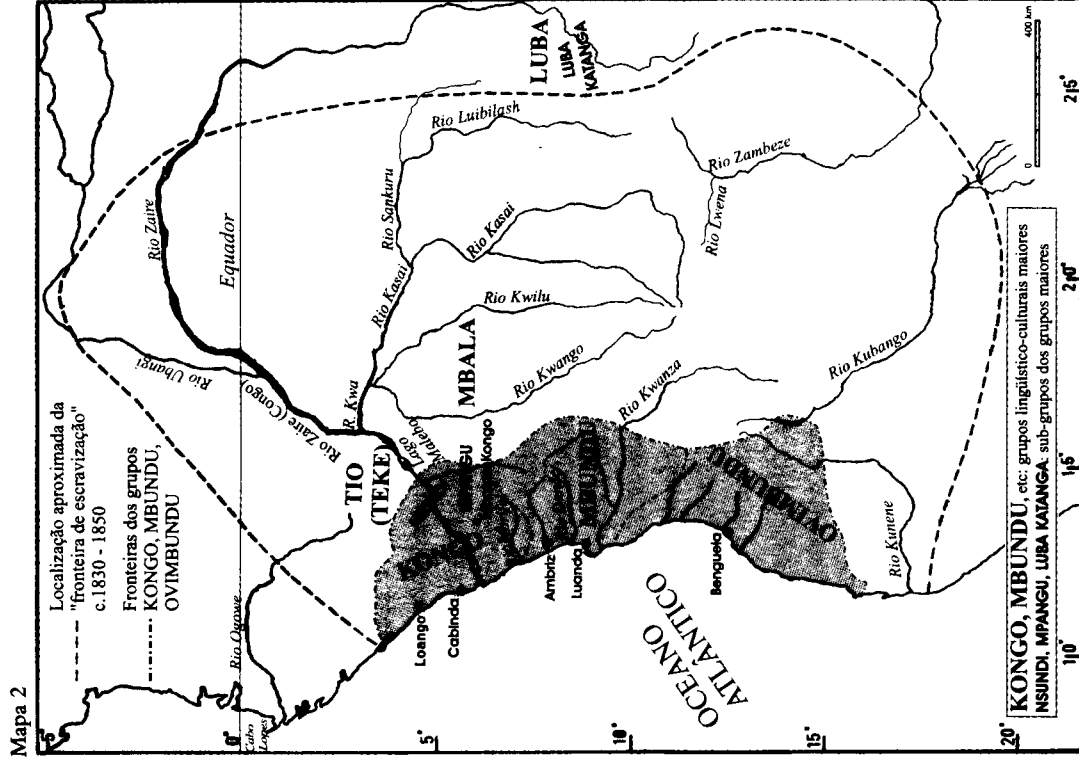 Mapa 2
Localização aproximada da
"fronteira de escravização"
c.1830 - 1850
Fronteiras dos grupos
KONGO, MBUNDU,
OVIMBUNDU
Rio Ogowe
Cabo
Lopes
Rio Ubangi
Rio Zaire
Equador
Rio Zaire (Congo)
R. Kwa
Lago
Malebo
TIO
(TEKE)
Rio Kasai
Rio Sankuru
Rio Luibilash
LUBA
LUBA
KATANGA
Rio Kasai
Rio Kwilu
MBALA
Rio Kwango
Rio Kwanza
Rio Lwena
Rio Zambeze
Rio Kubango
Rio Kunene
KONGO
Kongo
MBUNDU
OVIMBUNDU
Loango
Cabinda
Ambriz
Luanda
Benguela
OCEANO
ATLÂNTICO
0°
5°
10°
15°
20°
10°
15°
20°
25°
0 400 km
KONGO, MBUNDU, etc: grupos lingüístico-culturais maiores
NSUNDI, MPANGU, LUBA KATANGA: sub-grupos dos grupos maiores